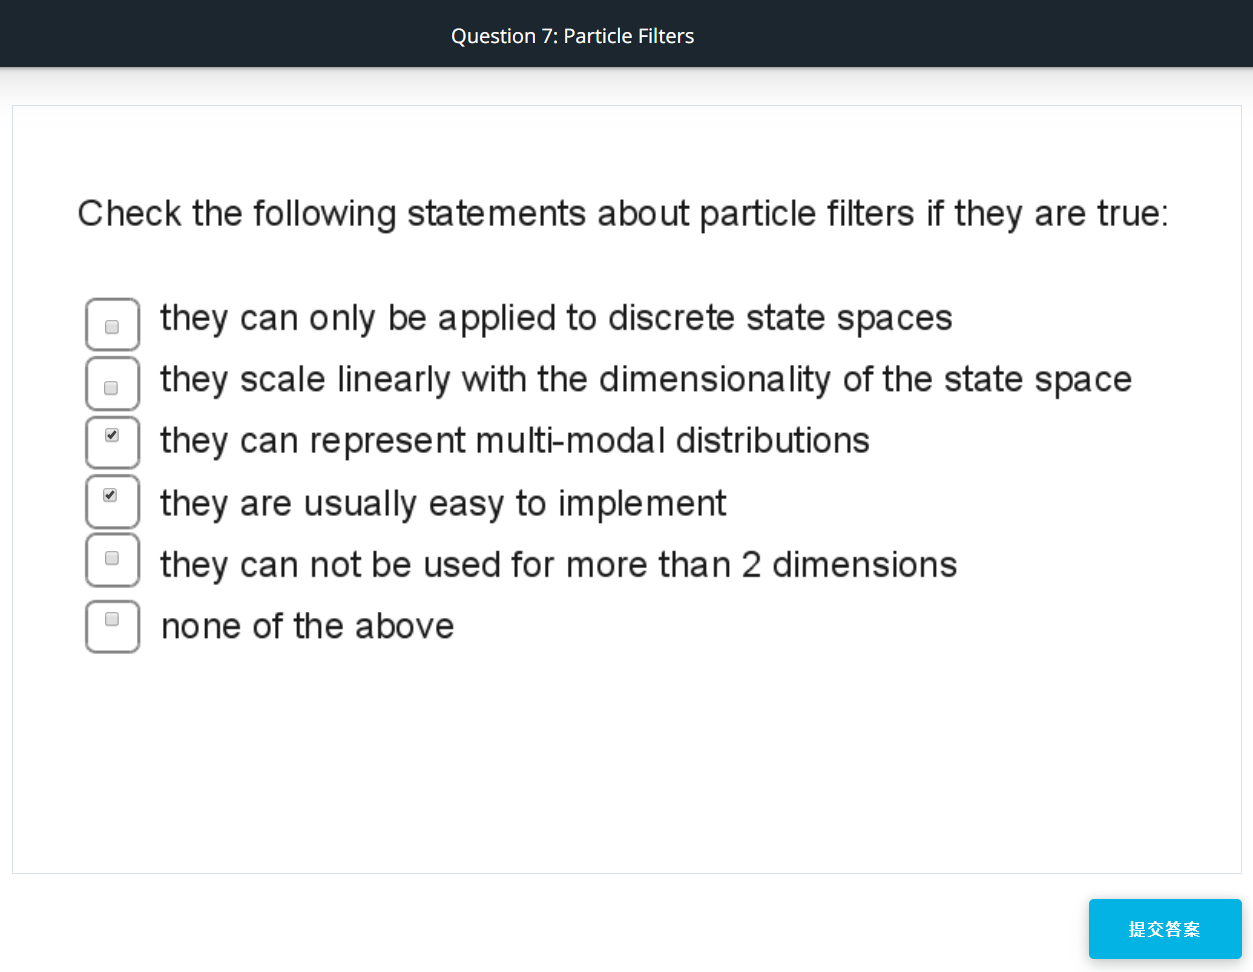 Question 7: Particle Filters
Check the following statements about particle filters if they are true:
they can only be applied to discrete state spaces
they scale linearly with the dimensionality of the state space
they can represent multi-modal distributions
they are usually easy to implement
they can not be used for more than 2 dimensions
none of the above
提交答案